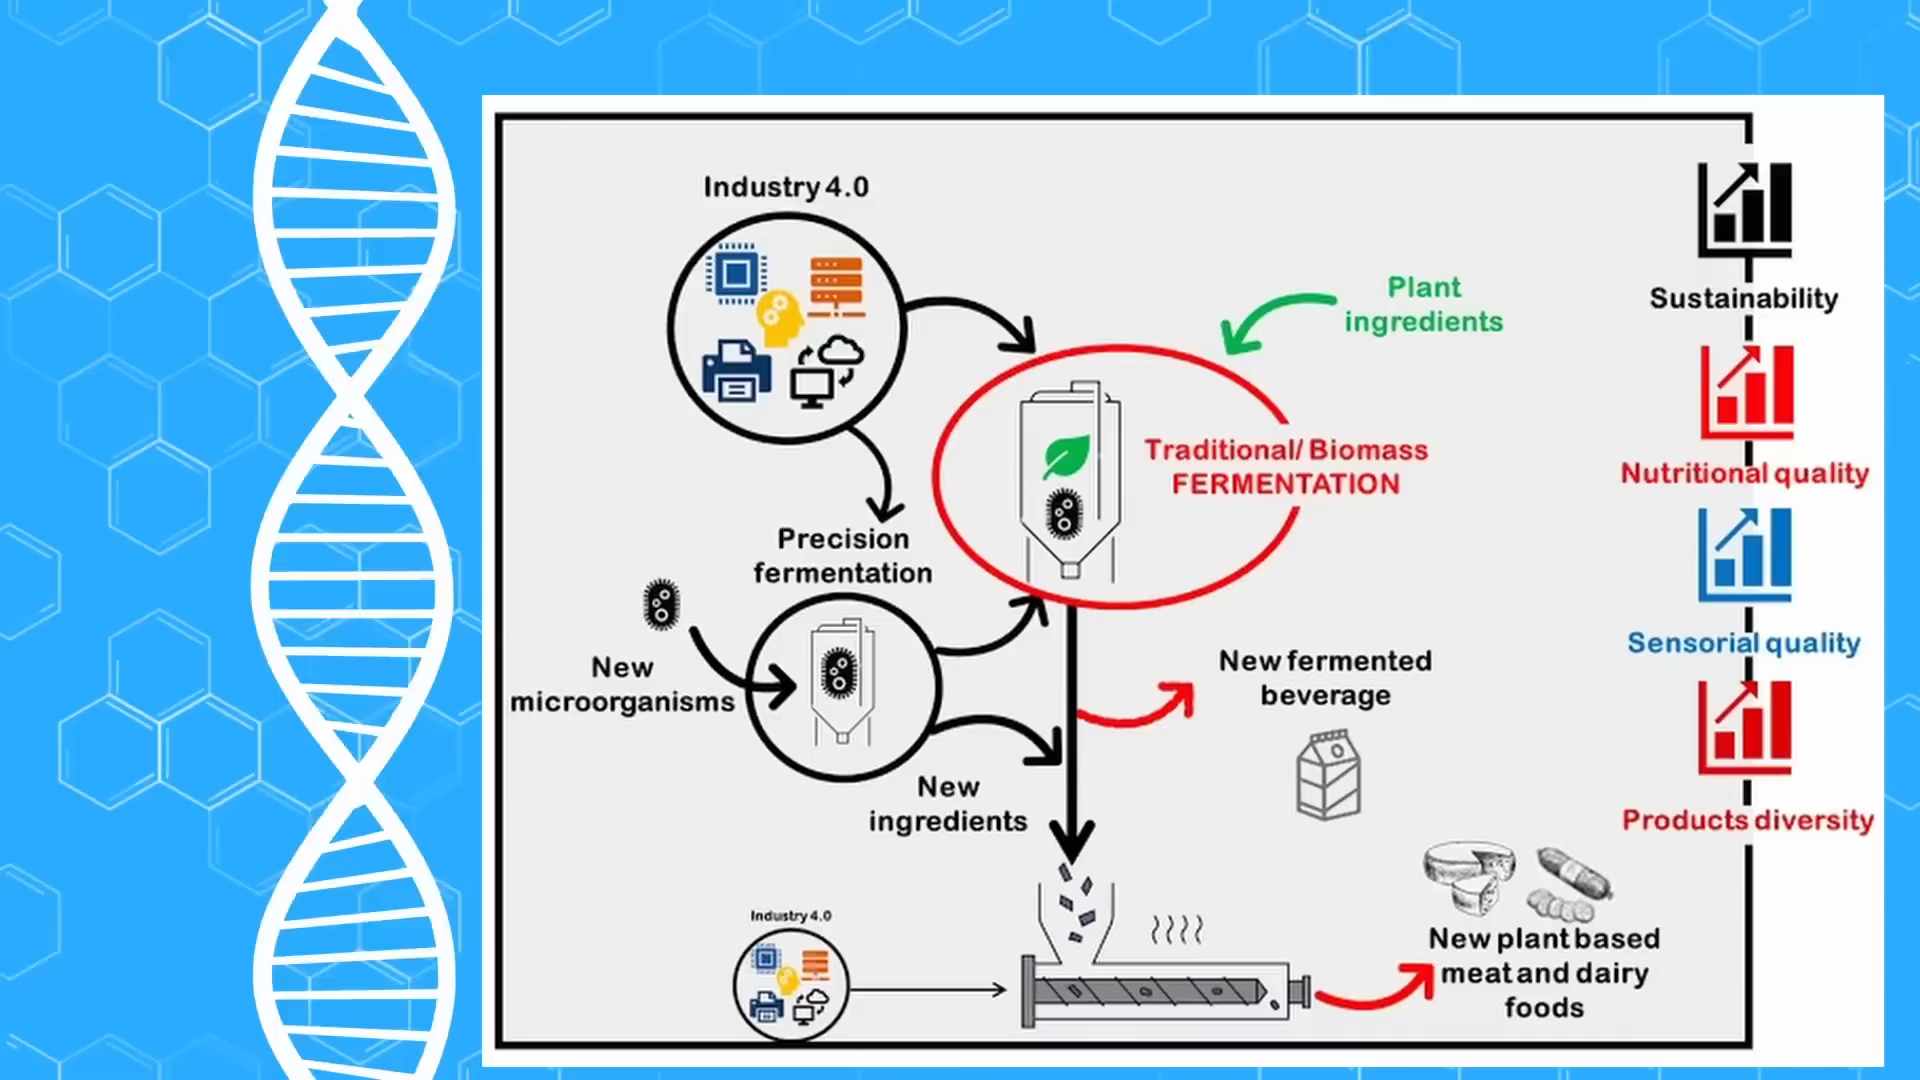 Industry 4.0
Plant
ingredients
Traditional/ Biomass
FERMENTATION
Precision
fermentation
New
microorganisms
New
ingredients
New fermented
beverage
Industry 4.0
New plant based
meat and dairy
foods
Sustainability
Nutritional quality
Sensorial quality
Products diversity